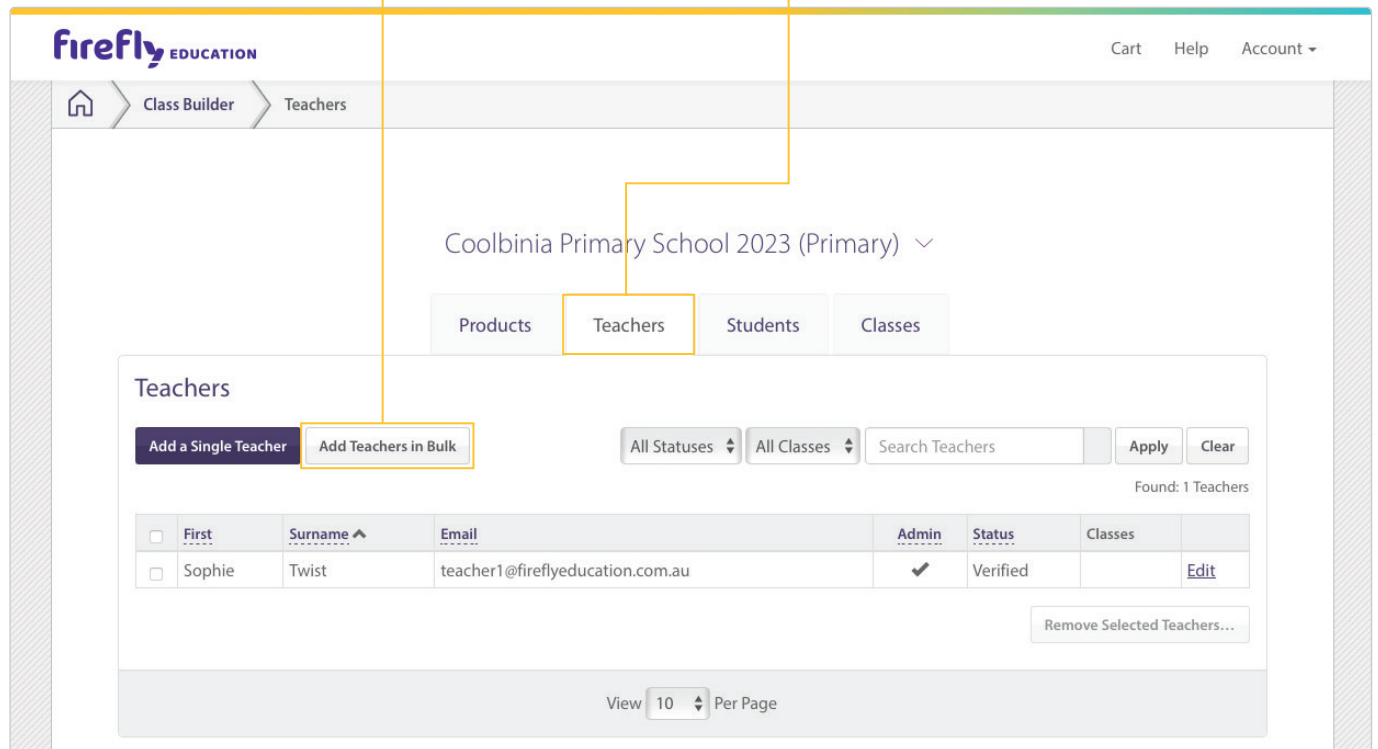 firefly EDUCATION
Cart Help Account
Class Builder Teachers
Coolbinia Primary School 2023 (Primary)
Products Teachers Students Classes
Teachers
Add a Single Teacher Add Teachers in Bulk All Statuses All Classes Search Teachers Apply Clear
Found: 1 Teachers
First Surname Email Admin Status Classes
Sophie Twist teacher1@fireflyeducation.com.au ✔ Verified Edit
Remove Selected Teachers...
View 10 Per Page